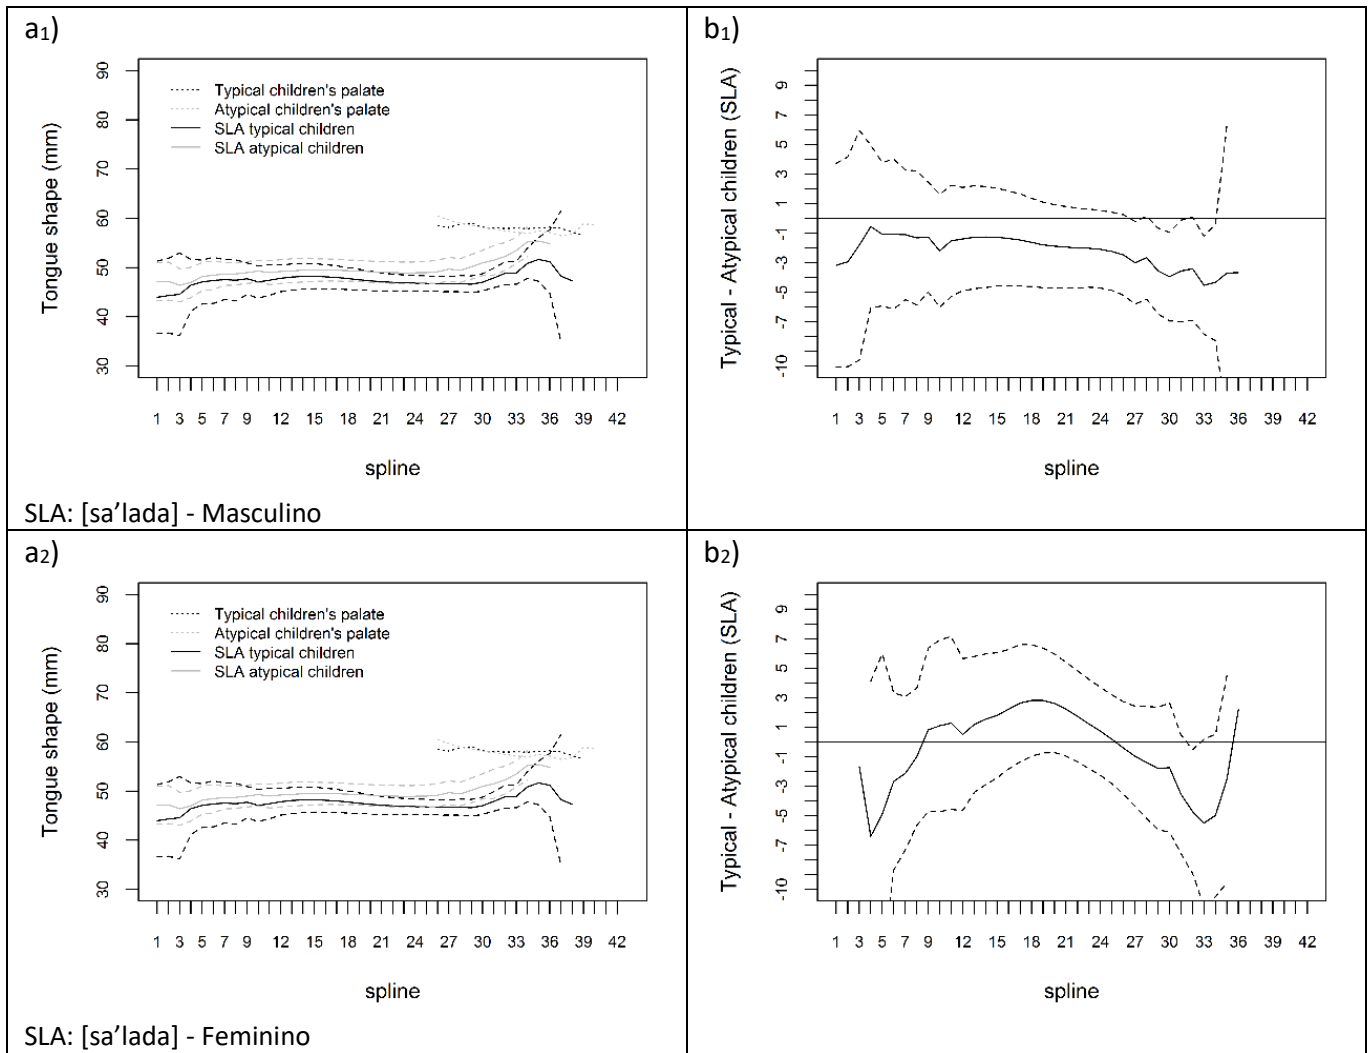 a1)
Tongue shape (mm)
90
80
70
60
50
40
30
Typical children's palate
Atypical children's palate
SLA typical children
SLA atypical children
1 3 5 7 9 12 15 18 21 24 27 30 33 36 39 42
spline
SLA: [sa’lada] - Masculino
b1)
Typical - Atypical children (SLA)
9
7
5
3
1
-1
-3
-5
-7
-10
1 3 5 7 9 12 15 18 21 24 27 30 33 36 39 42
spline
a2)
Tongue shape (mm)
90
80
70
60
50
40
30
Typical children's palate
Atypical children's palate
SLA typical children
SLA atypical children
1 3 5 7 9 12 15 18 21 24 27 30 33 36 39 42
spline
SLA: [sa’lada] - Feminino
b2)
Typical - Atypical children (SLA)
9
7
5
3
1
-1
-3
-5
-7
-10
1 3 5 7 9 12 15 18 21 24 27 30 33 36 39 42
spline